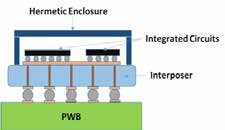 Hermetic Enclosure
Integrated Circuits
Interposer
PWB